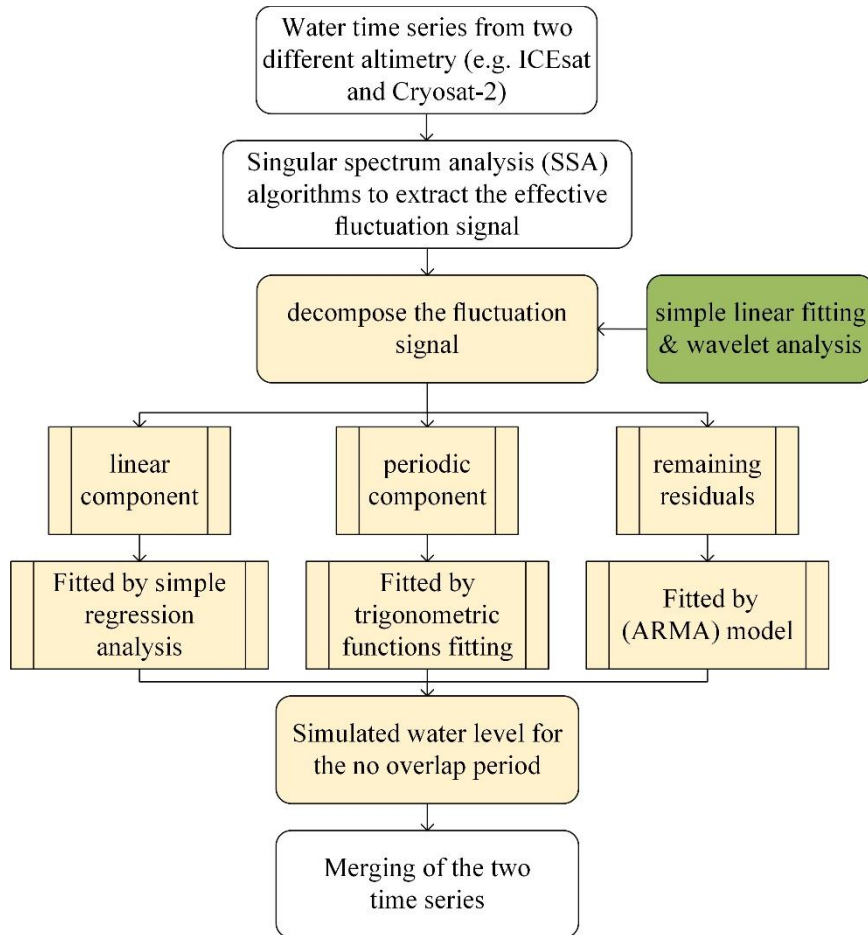 Water time series from two
different altimetry (e.g. ICEsat
and Cryosat-2)
Singular spectrum analysis (SSA)
algorithms to extract the effective
fluctuation signal
decompose the fluctuation
signal
simple linear fitting
& wavelet analysis
linear
component
periodic
component
remaining
residuals
Fitted by simple
regression
analysis
Fitted by
trigonometric
functions fitting
Fitted by
(ARMA) model
Simulated water level for
the no overlap period
Merging of the two
time series